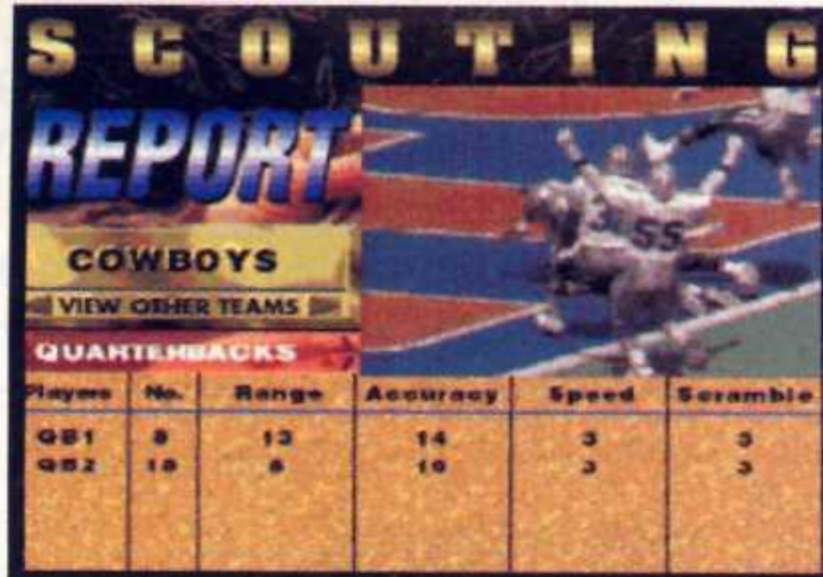 SCOUTING
REPORT
COWBOYS
VIEW OTHER TEAMS
QUARTERBACKS
Players No. Range Accuracy Speed Scramble
QB1 8 13 14 3 3
QB2 18 10 3 3
55